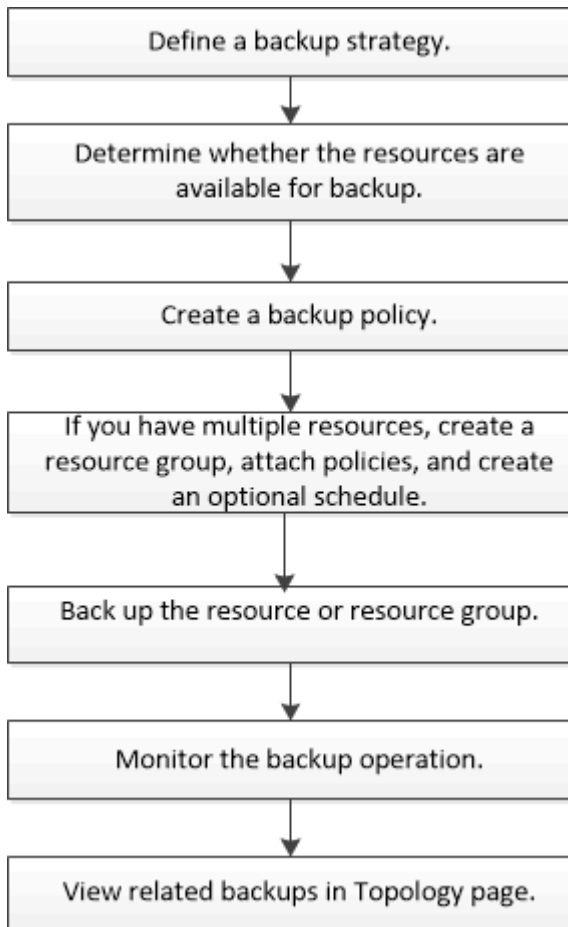 Define a backup strategy.
Determine whether the resources are
available for backup.
Create a backup policy.
If you have multiple resources, create a
resource group, attach policies, and create
an optional schedule.
Back up the resource or resource group.
Monitor the backup operation.
View related backups in Topology page.